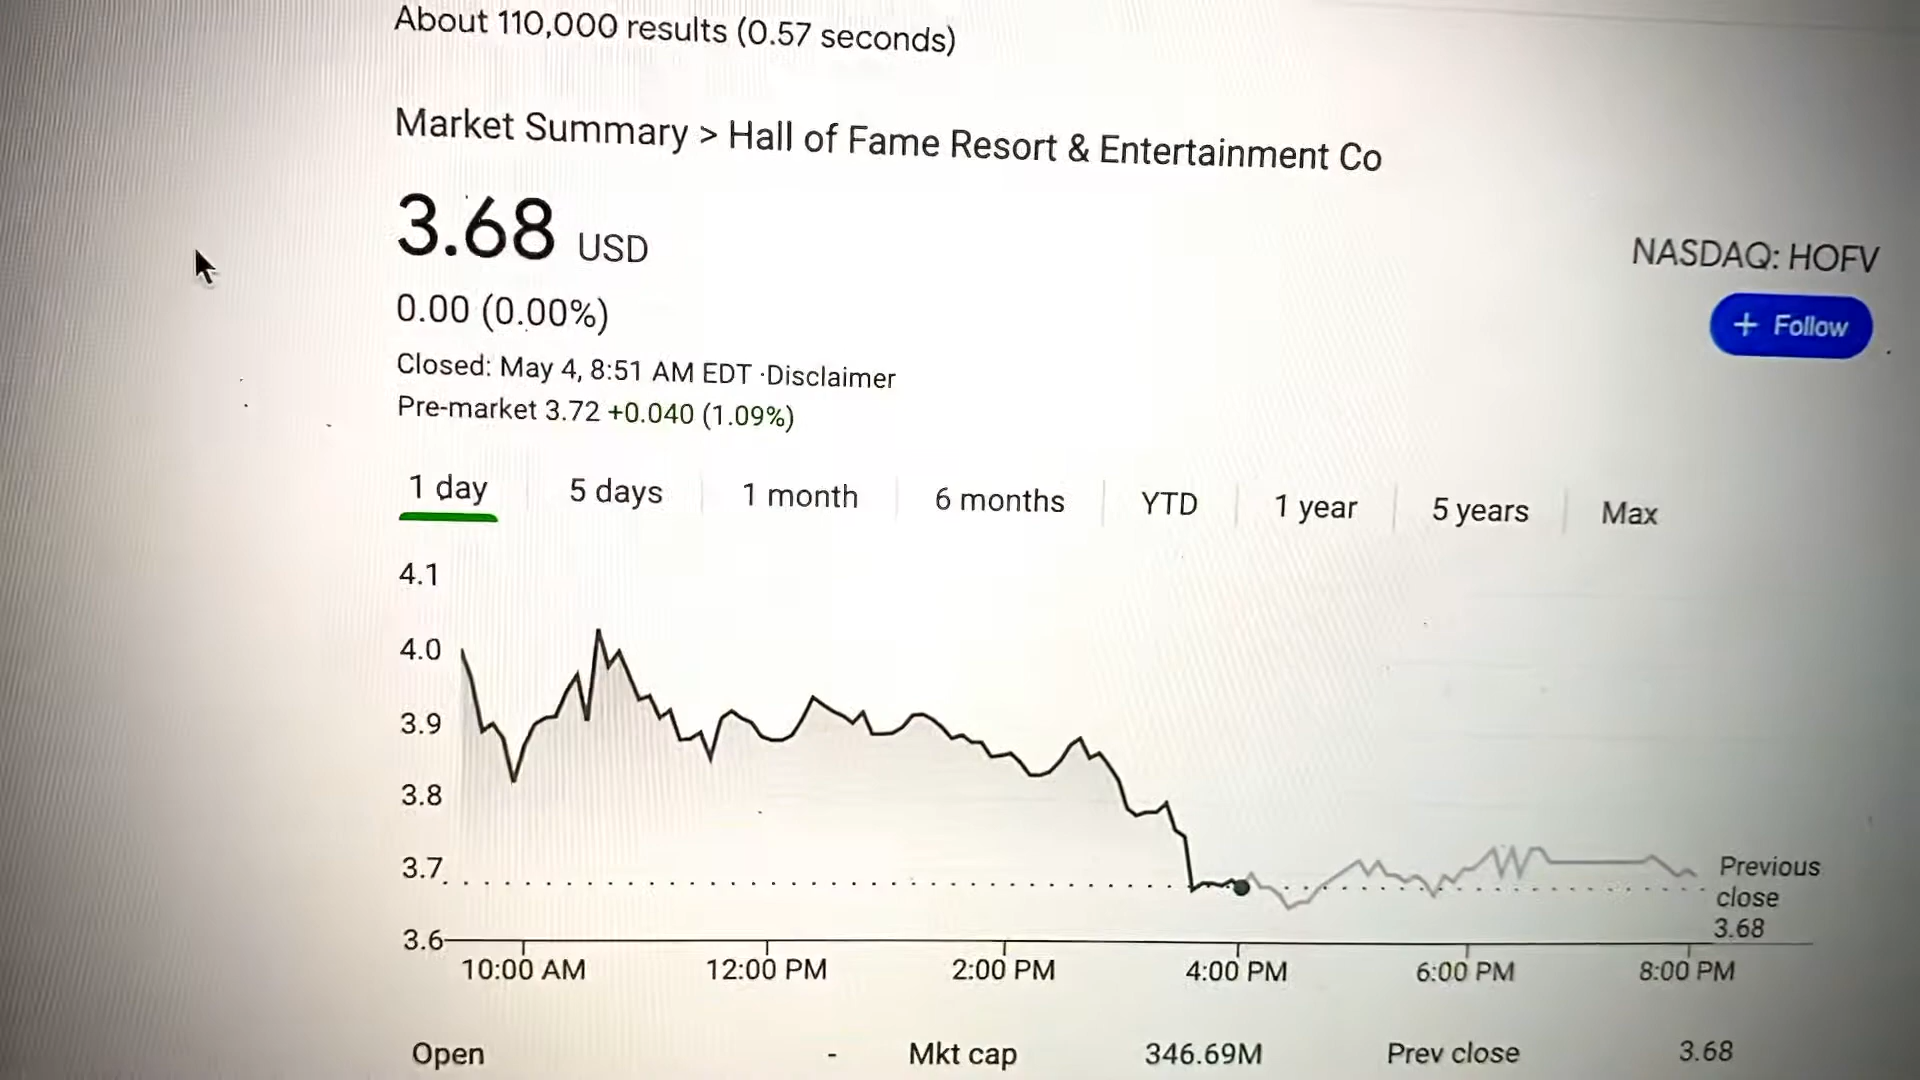 About 110,000 results (0.57 seconds)
Market Summary > Hall of Fame Resort & Entertainment Co
3.68 USD
NASDAQ: HOFV
+ Follow
0.00 (0.00%)
Closed: May 4, 8:51 AM EDT ·Disclaimer
Pre-market 3.72 +0.040 (1.09%)
1 day 5 days 1 month 6 months YTD 1 year 5 years Max
4.1
4.0
3.9
3.8
3.7
Previous
close
3.68
3.6
10:00 AM 12:00 PM 2:00 PM 4:00 PM 6:00 PM 8:00 PM
Open - Mkt cap 346.69M Prev close 3.68